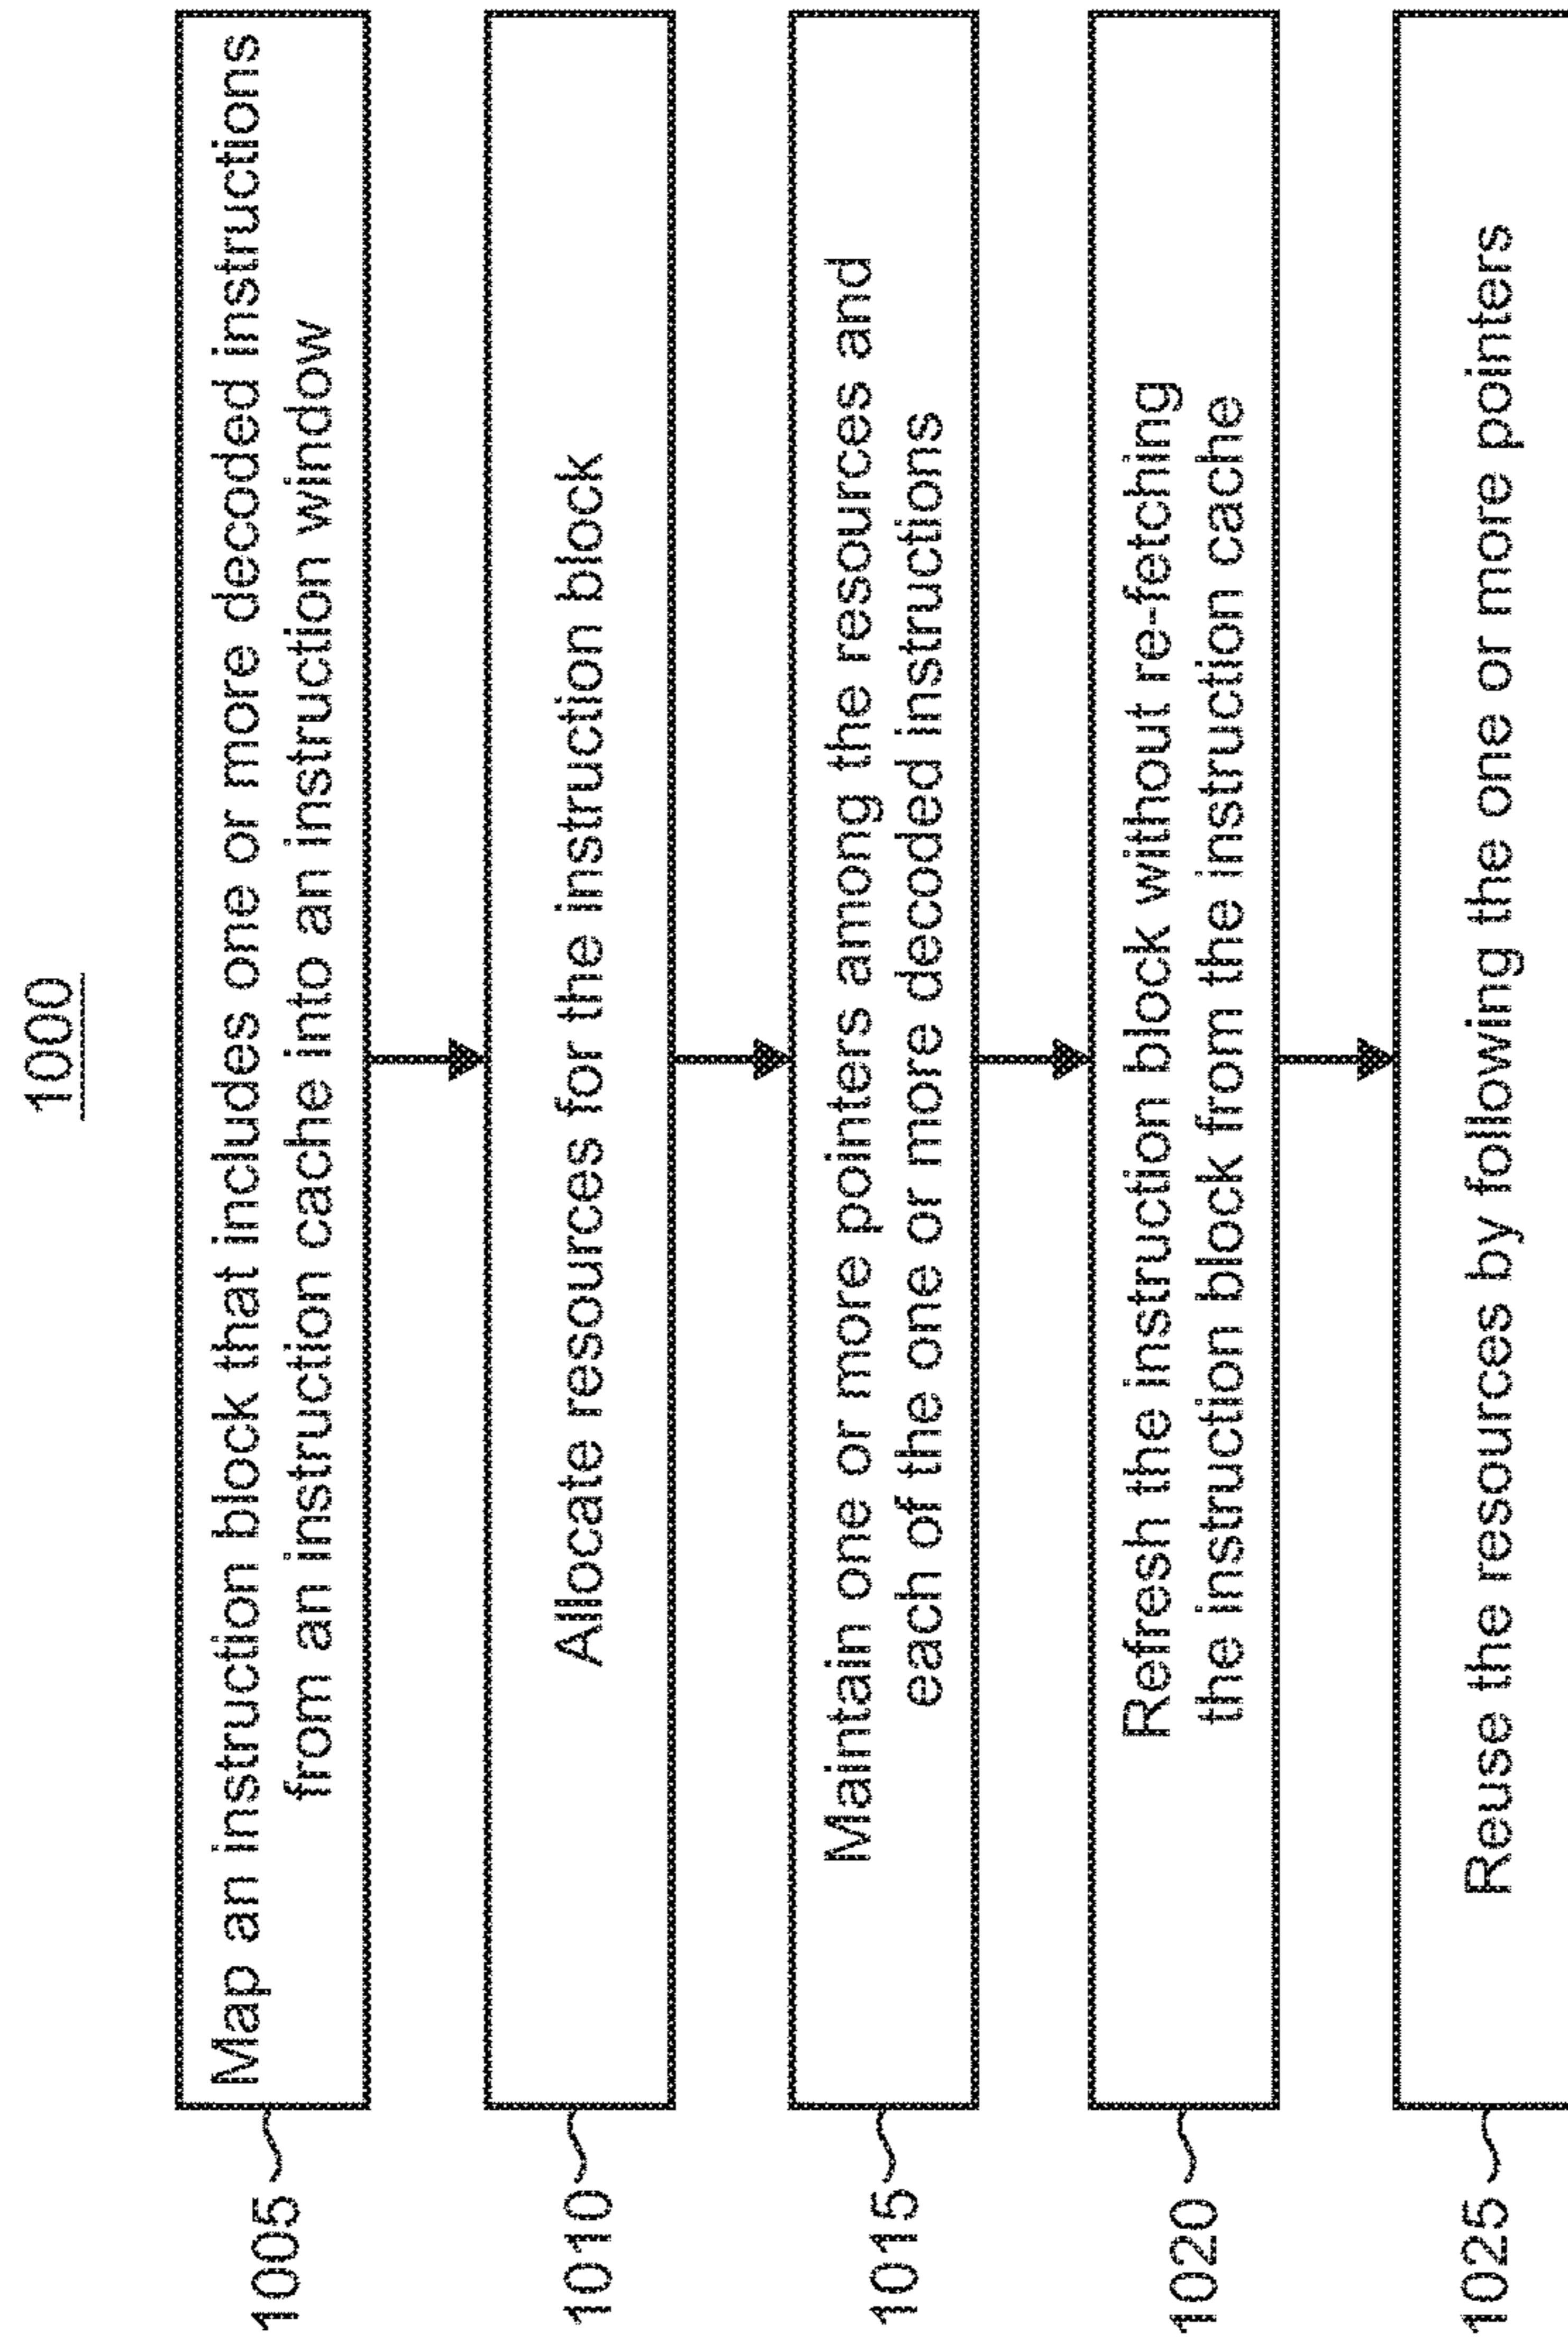 1000
1005
Map an instruction block that includes one or more decoded instructions
from an instruction cache into an instruction window
1010
Allocate resources for the instruction block
1015
Maintain one or more pointers among the resources and
each of the one or more decoded instructions
1020
Refresh the instruction block without re-fetching
the instruction block from the instruction cache
1025
Reuse the resources by following the one or more pointers